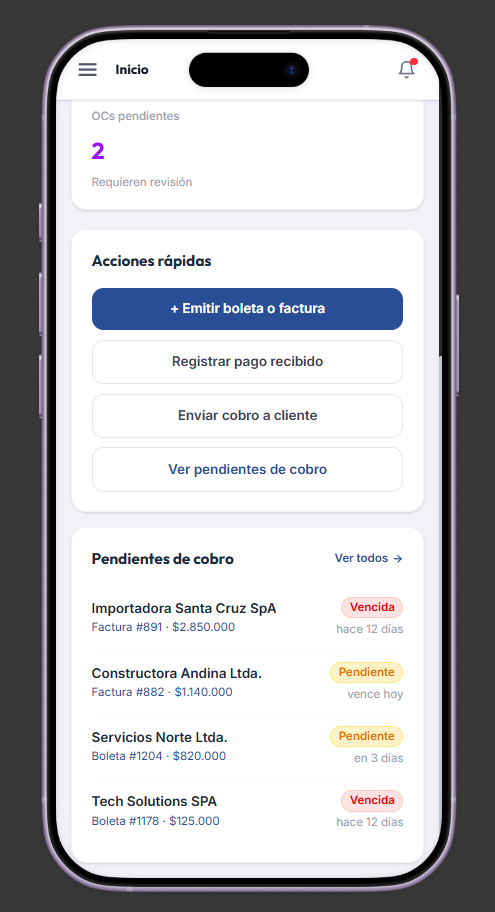 Inicio
OCs pendientes
2
Requieren revisión
Acciones rápidas
+ Emitir boleta o factura
Registrar pago recibido
Enviar cobro a cliente
Ver pendientes de cobro
Pendientes de cobro
Ver todos →
Importadora Santa Cruz SpA
Vencida
Factura #891 · $2.850.000
hace 12 días
Constructora Andina Ltda.
Pendiente
Factura #882 · $1.140.000
vence hoy
Servicios Norte Ltda.
Pendiente
Boleta #1204 · $820.000
en 3 días
Tech Solutions SPA
Vencida
Boleta #1178 · $125.000
hace 12 días